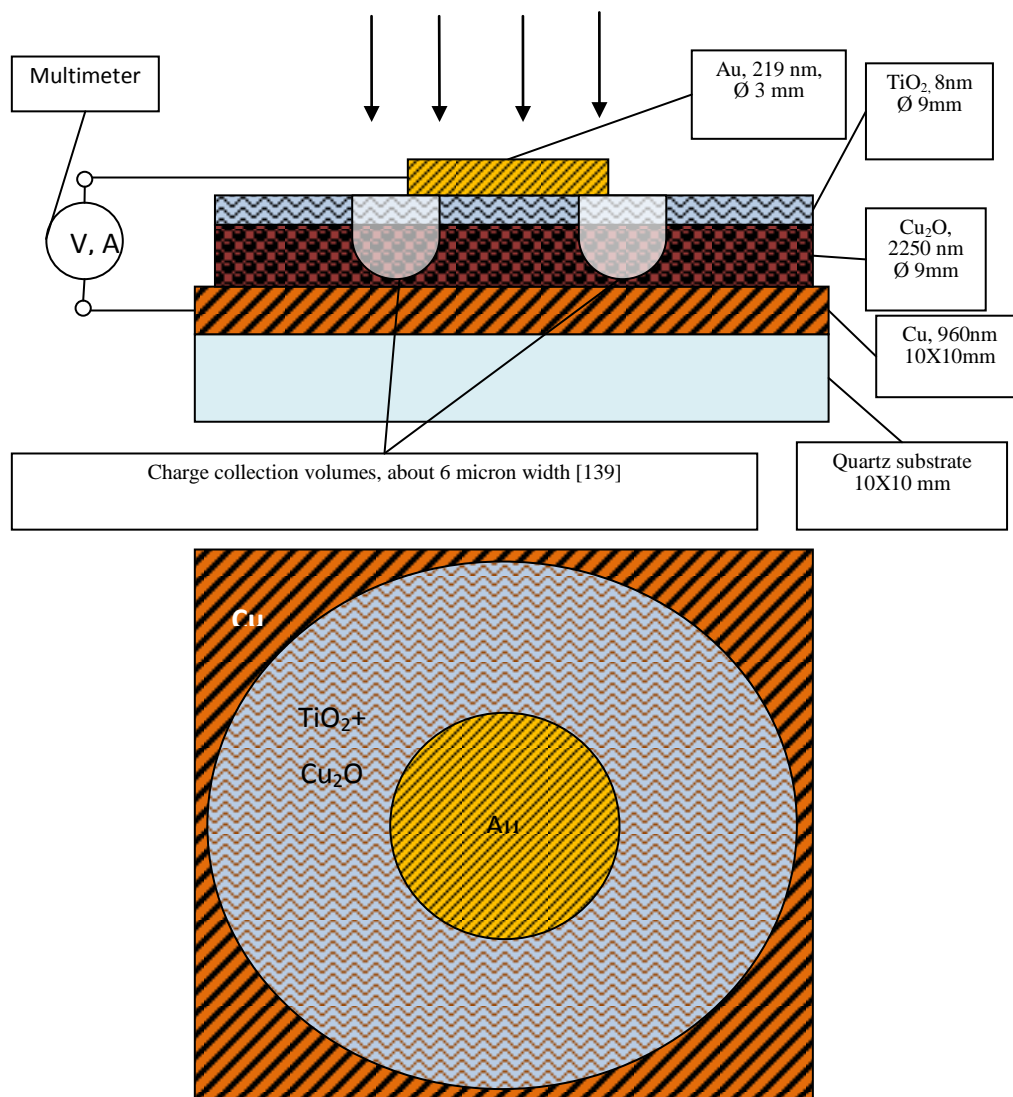 Multimeter
Au, 219 nm,
Ø 3 mm
TiO₂, 8nm
Ø 9mm
V, A
Cu₂O,
2250 nm
Ø 9mm
Cu, 960nm
10X10mm
Charge collection volumes, about 6 micron width [139]
Quartz substrate
10X10 mm
Cu
TiO₂+
Cu₂O
Au